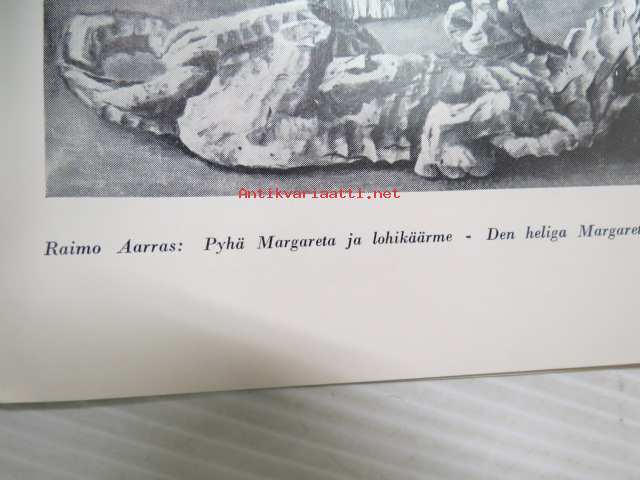 Antikvariaatti.net
Raimo Aarras: Pyhä Margareta ja lohikäärme - Den heliga Margaret